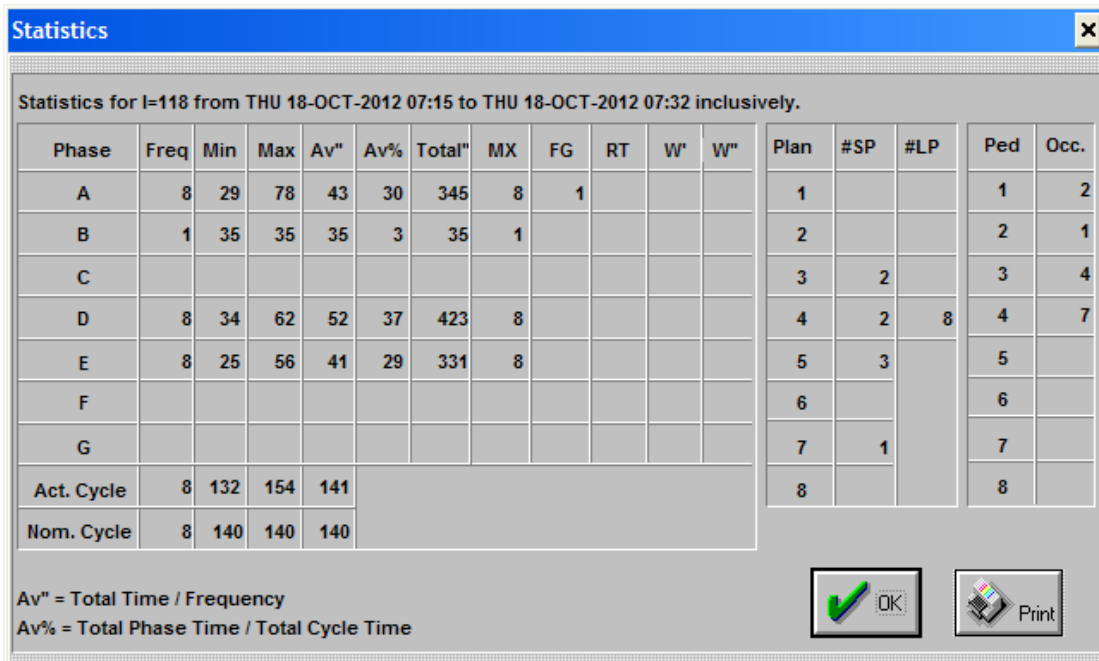 Statistics
Statistics for I=118 from THU 18-OCT-2012 07:15 to THU 18-OCT-2012 07:32 inclusively.
Phase Freq Min Max Av" Av% Total" MX FG RT W' W" Plan #SP #LP Ped Occ.
A 8 29 78 43 30 345 8 1 1 1 2
B 1 35 35 35 3 35 1 2 2 1
C 3 2 3 4
D 8 34 62 52 37 423 8 4 2 8 4 7
E 8 25 56 41 29 331 8 5 3 5
F 6 6
G 7 1 7
Act. Cycle 8 132 154 141 8 8
Nom. Cycle 8 140 140 140
Av" = Total Time / Frequency
Av% = Total Phase Time / Total Cycle Time
OK Print